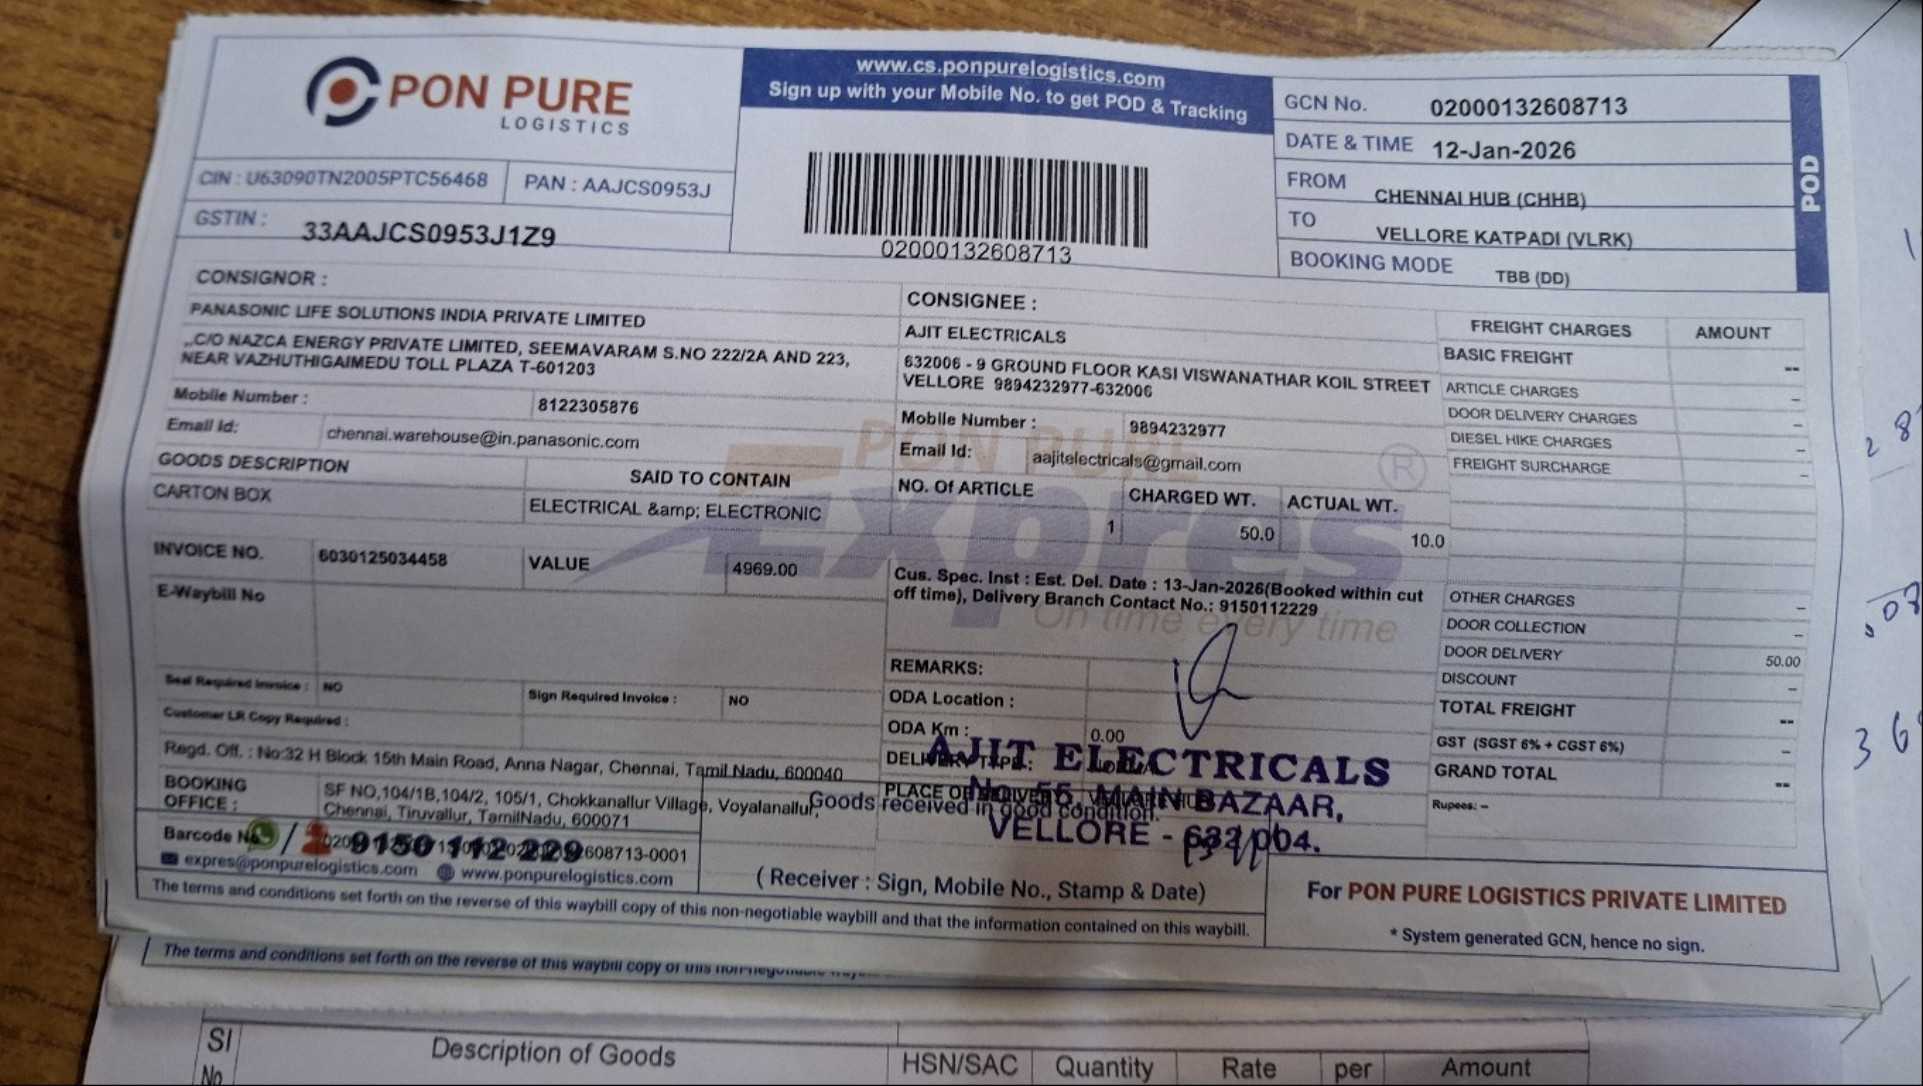 PON PURE
LOGISTICS
www.cs.ponpurelogistics.com
Sign up with your Mobile No. to get POD & Tracking
02000132608713
GCN No. 02000132608713
DATE & TIME 12-Jan-2026
FROM CHENNAI HUB (CHHB)
TO VELLORE KATPADI (VLRK)
BOOKING MODE TBB (DD)
POD
CIN : U63090TN2005PTC56468 PAN : AAJCS0953J
GSTIN : 33AAJCS0953J1Z9
CONSIGNOR :
PANASONIC LIFE SOLUTIONS INDIA PRIVATE LIMITED
,,C/O NAZCA ENERGY PRIVATE LIMITED, SEEMAVARAM S.NO 222/2A AND 223,
NEAR VAZHUTHIGAIMEDU TOLL PLAZA T-601203
Mobile Number : 8122305876
Email Id: chennai.warehouse@in.panasonic.com
CONSIGNEE :
AJIT ELECTRICALS
632006 - 9 GROUND FLOOR KASI VISWANATHAR KOIL STREET
VELLORE 9894232977-632006
Mobile Number : 9894232977
Email Id: aajitelectricals@gmail.com
GOODS DESCRIPTION SAID TO CONTAIN
CARTON BOX ELECTRICAL &amp; ELECTRONIC
NO. Of ARTICLE CHARGED WT. ACTUAL WT.
1 50.0 10.0
INVOICE NO. 6030125034458 VALUE 4969.00
E-Waybill No
Cus. Spec. Inst : Est. Del. Date : 13-Jan-2026(Booked within cut
off time), Delivery Branch Contact No.: 9150112229
PON PURE
Expres ®
On time every time
Seal Required Invoice : NO Sign Required Invoice : NO
Customer LR Copy Required :
REMARKS:
ODA Location :
ODA Km : 0.00
DELIVERY TYPE :
PLACE OF DELIVERY :
Regd. Off. : No:32 H Block 15th Main Road, Anna Nagar, Chennai, Tamil Nadu, 600040
BOOKING OFFICE : SF NO,104/1B,104/2, 105/1, Chokkanallur Village, Voyalanallur,
Chennai, Tiruvallur, TamilNadu, 600071
Barcode No 608713-0001
9150 112 229
expres@ponpurelogistics.com www.ponpurelogistics.com
Goods received in good condition.
AJIT ELECTRICALS
No. 55, MAIN BAZAAR,
VELLORE - 632 004.
( Receiver : Sign, Mobile No., Stamp & Date)
The terms and conditions set forth on the reverse of this waybill copy of this non-negotiable waybill and that the information contained on this waybill.
FREIGHT CHARGES AMOUNT
BASIC FREIGHT --
ARTICLE CHARGES –
DOOR DELIVERY CHARGES –
DIESEL HIKE CHARGES –
FREIGHT SURCHARGE –
OTHER CHARGES –
DOOR COLLECTION –
DOOR DELIVERY 50.00
DISCOUNT –
TOTAL FREIGHT --
GST (SGST 6% + CGST 6%) –
GRAND TOTAL --
Rupees: –
For PON PURE LOGISTICS PRIVATE LIMITED
* System generated GCN, hence no sign.
The terms and conditions set forth on the reverse of this waybill copy of this
SI No Description of Goods HSN/SAC Quantity Rate per Amount